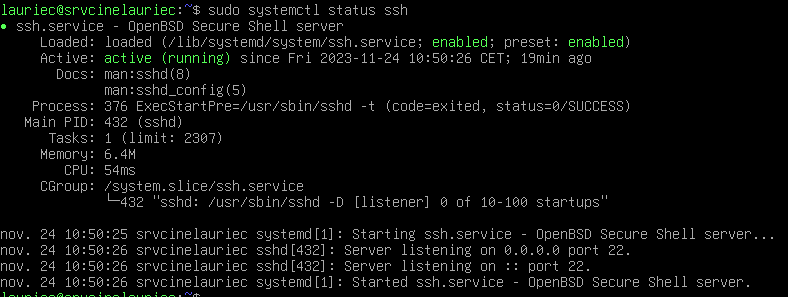 lauriec@srvcinelauriec:~$ sudo systemctl status ssh
● ssh.service - OpenBSD Secure Shell server
     Loaded: loaded (/lib/systemd/system/ssh.service; enabled; preset: enabled)
     Active: active (running) since Fri 2023-11-24 10:50:26 CET; 19min ago
       Docs: man:sshd(8)
             man:sshd_config(5)
    Process: 376 ExecStartPre=/usr/sbin/sshd -t (code=exited, status=0/SUCCESS)
   Main PID: 432 (sshd)
      Tasks: 1 (limit: 2307)
     Memory: 6.4M
        CPU: 54ms
     CGroup: /system.slice/ssh.service
             └─432 "sshd: /usr/sbin/sshd -D [listener] 0 of 10-100 startups"
nov. 24 10:50:25 srvcinelauriec systemd[1]: Starting ssh.service - OpenBSD Secure Shell server...
nov. 24 10:50:26 srvcinelauriec sshd[432]: Server listening on 0.0.0.0 port 22.
nov. 24 10:50:26 srvcinelauriec sshd[432]: Server listening on :: port 22.
nov. 24 10:50:26 srvcinelauriec systemd[1]: Started ssh.service - OpenBSD Secure Shell server.
lauriec@srvcinelauriec:~$